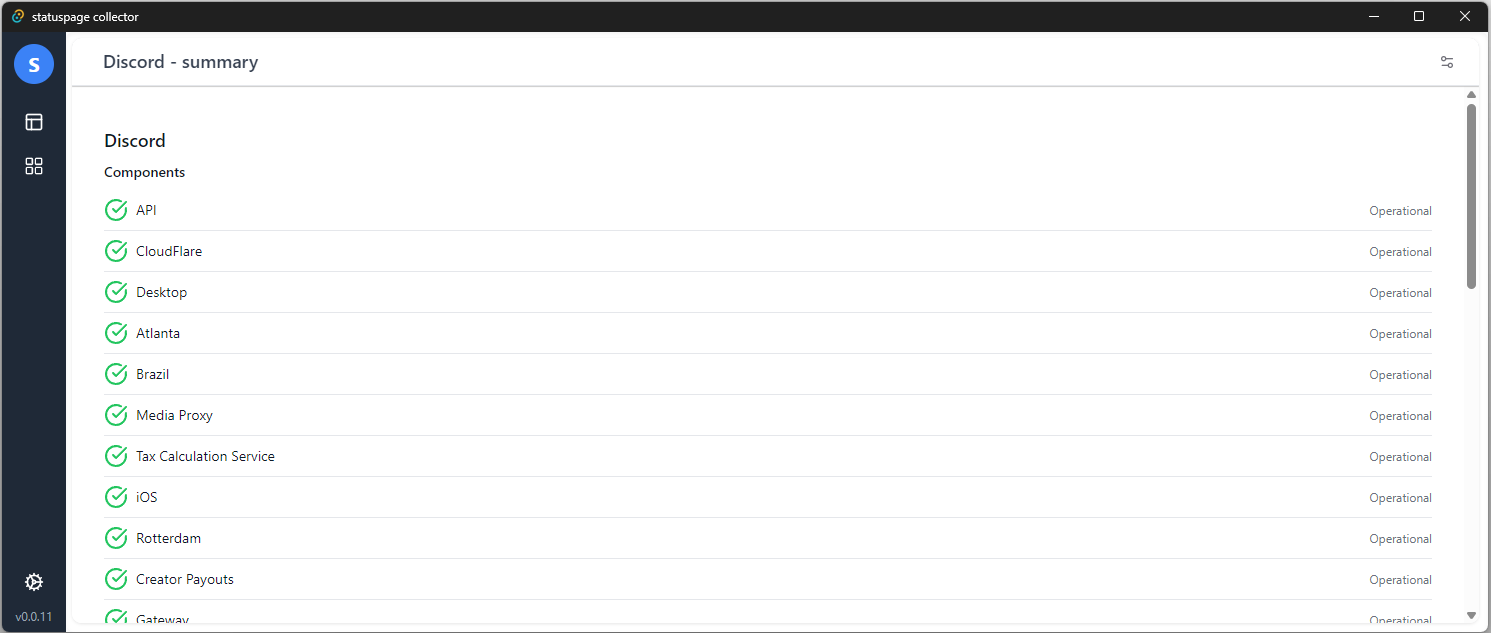 statuspage collector
S
Discord - summary
Discord
Components
API Operational
CloudFlare Operational
Desktop Operational
Atlanta Operational
Brazil Operational
Media Proxy Operational
Tax Calculation Service Operational
iOS Operational
Rotterdam Operational
Creator Payouts Operational
Gateway Operational
v0.0.11